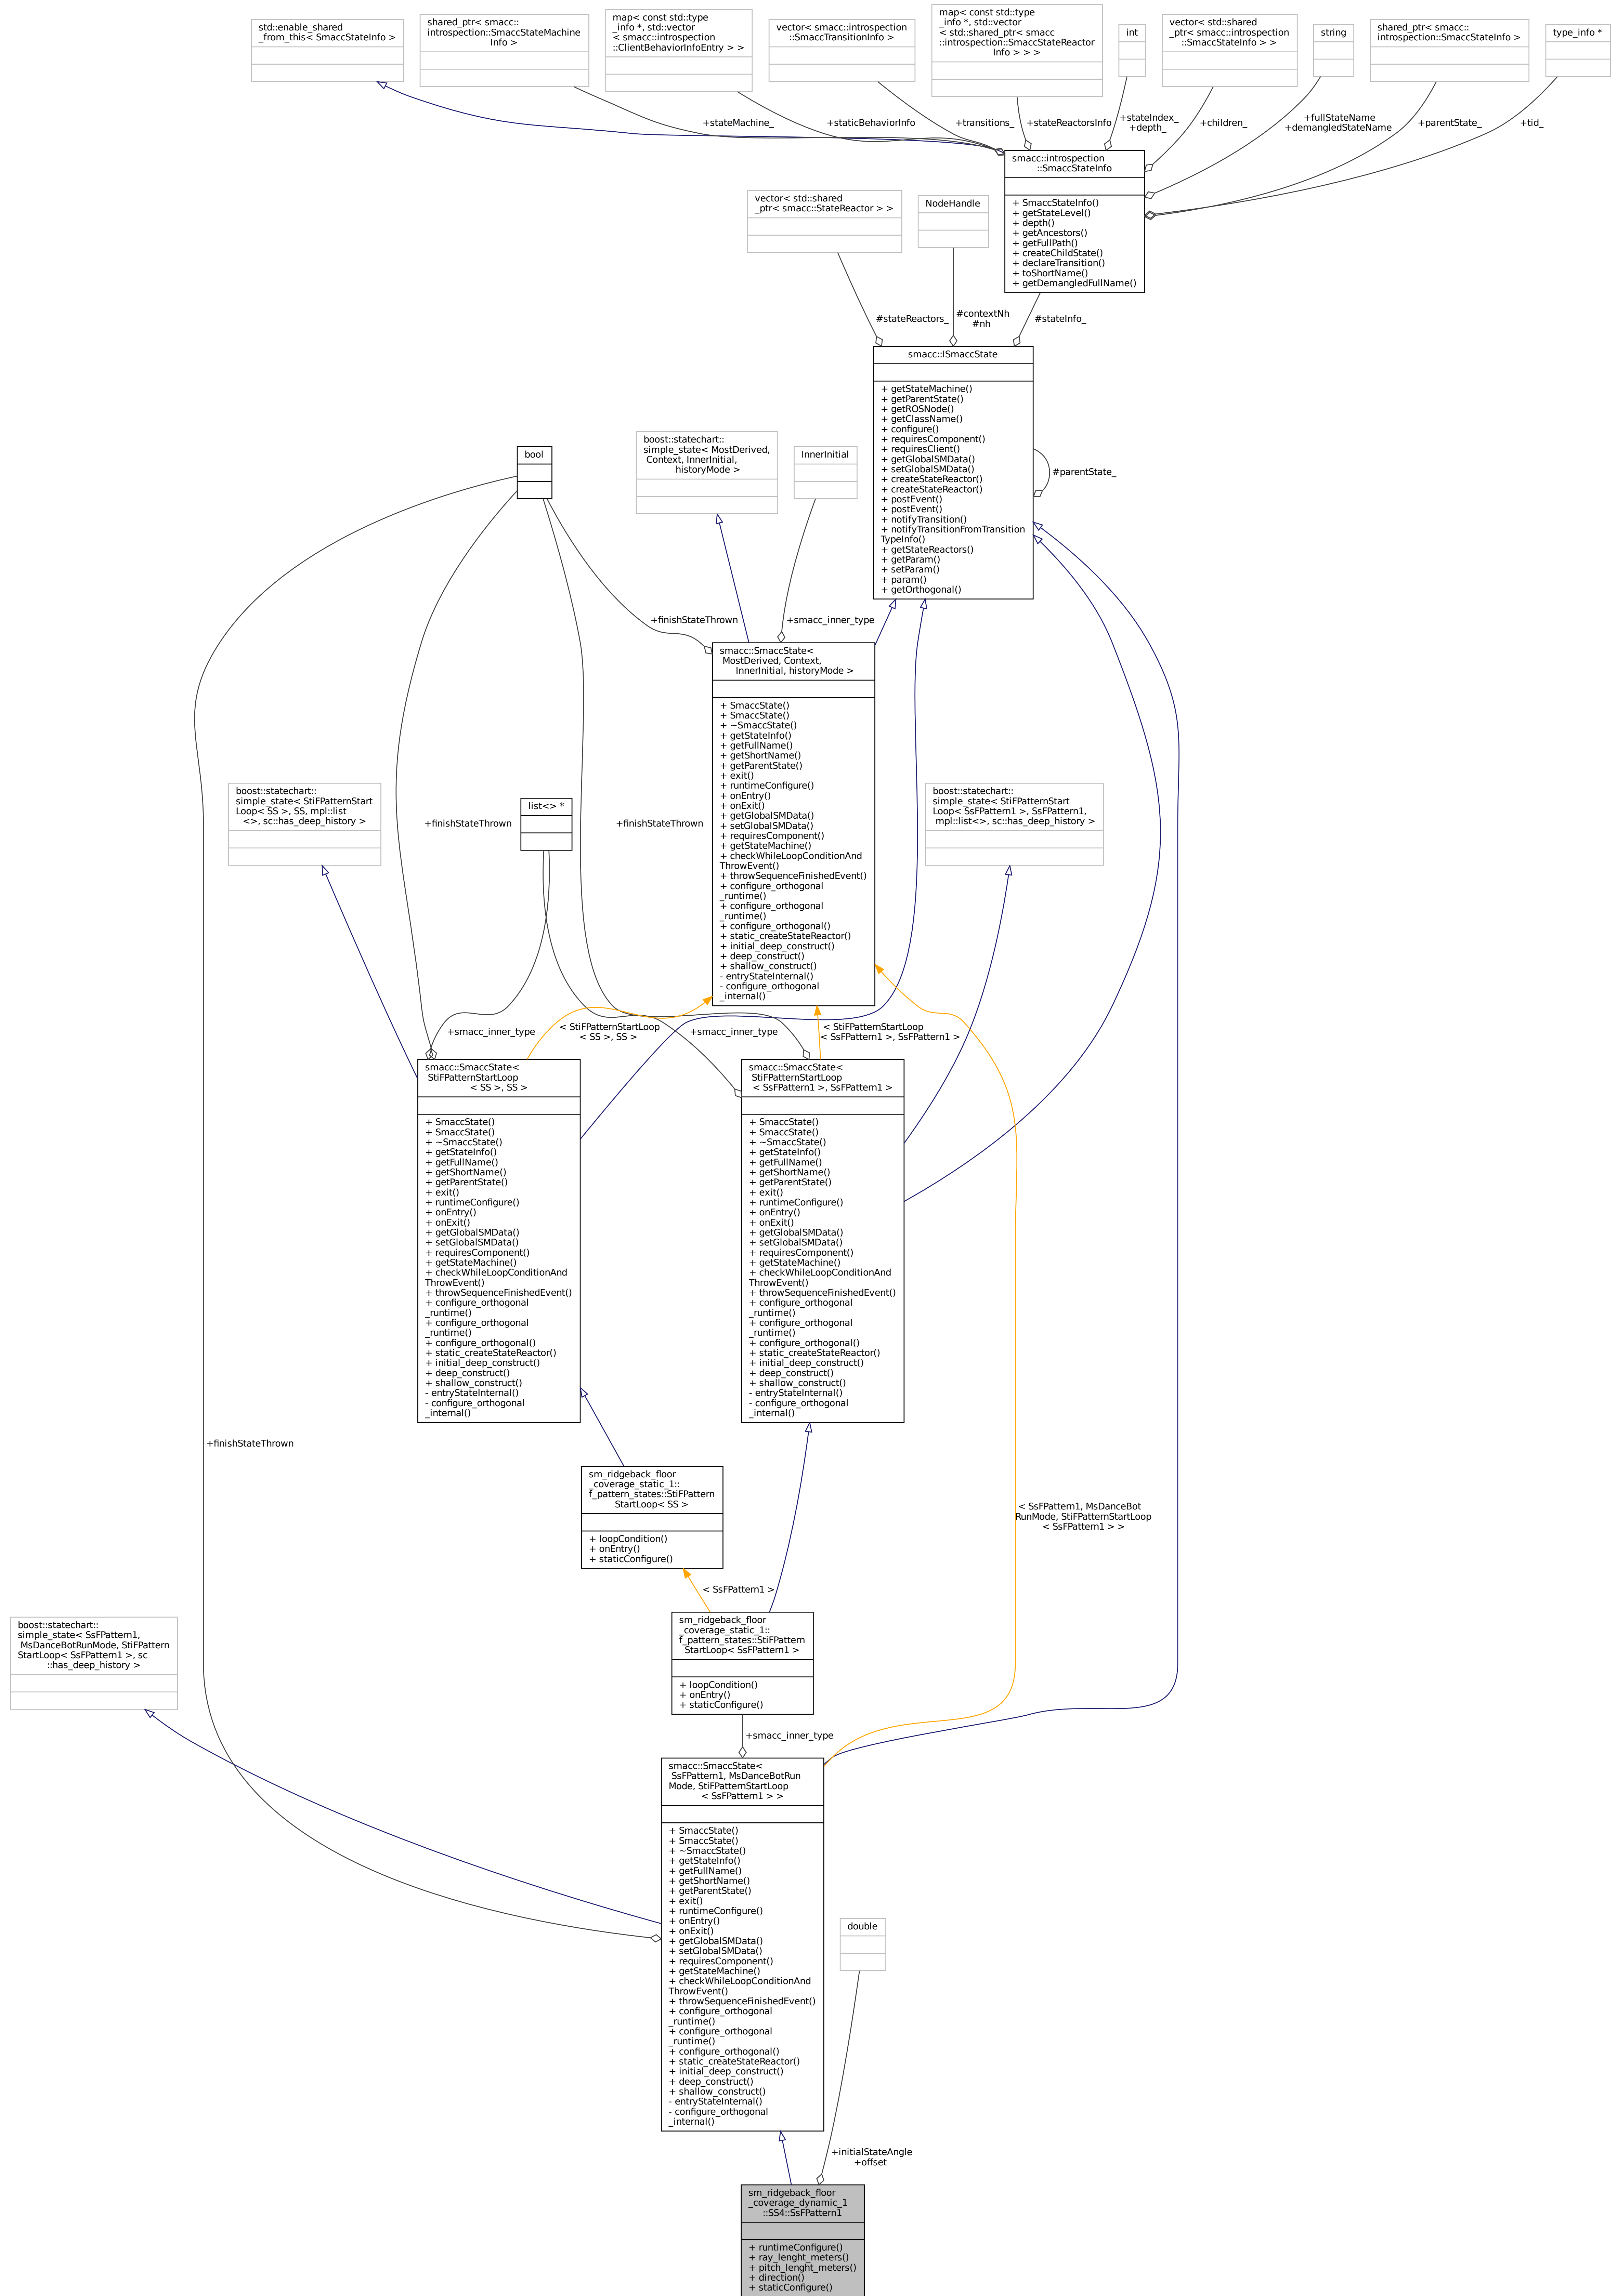 std::enable_shared
_from_this< SmaccStateInfo >
shared_ptr< smacc::
introspection::SmaccStateMachine
Info >
map< const std::type
_info *, std::vector
< smacc::introspection
::ClientBehaviorInfoEntry > >
vector< smacc::introspection
::SmaccTransitionInfo >
map< const std::type
_info *, std::vector
< std::shared_ptr< smacc
::introspection::SmaccStateReactor
Info > > >
int
vector< std::shared
_ptr< smacc::introspection
::SmaccStateInfo > >
string
shared_ptr< smacc::
introspection::SmaccStateInfo >
type_info *
+stateMachine_
+staticBehaviorInfo
+transitions_
+stateReactorsInfo
+stateIndex_
+depth_
+children_
+fullStateName
+demangledStateName
+parentState_
+tid_
smacc::introspection
::SmaccStateInfo
+ SmaccStateInfo()
+ getStateLevel()
+ depth()
+ getAncestors()
+ getFullPath()
+ createChildState()
+ declareTransition()
+ toShortName()
+ getDemangledFullName()
vector< std::shared
_ptr< smacc::StateReactor > >
NodeHandle
#stateReactors_
#contextNh
#nh
#stateInfo_
smacc::ISmaccState
+ getStateMachine()
+ getParentState()
+ getROSNode()
+ getClassName()
+ configure()
+ requiresComponent()
+ requiresClient()
+ getGlobalSMData()
+ setGlobalSMData()
+ createStateReactor()
+ createStateReactor()
+ postEvent()
+ postEvent()
+ notifyTransition()
+ notifyTransitionFromTransition
TypeInfo()
+ getStateReactors()
+ getParam()
+ setParam()
+ param()
+ getOrthogonal()
#parentState_
bool
boost::statechart::
simple_state< MostDerived,
Context, InnerInitial,
historyMode >
InnerInitial
+finishStateThrown
+smacc_inner_type
smacc::SmaccState<
MostDerived, Context,
InnerInitial, historyMode >
+ SmaccState()
+ SmaccState()
+ ~SmaccState()
+ getStateInfo()
+ getFullName()
+ getShortName()
+ getParentState()
+ exit()
+ runtimeConfigure()
+ onEntry()
+ onExit()
+ getGlobalSMData()
+ setGlobalSMData()
+ requiresComponent()
+ getStateMachine()
+ checkWhileLoopConditionAnd
ThrowEvent()
+ throwSequenceFinishedEvent()
+ configure_orthogonal
_runtime()
+ configure_orthogonal
_runtime()
+ configure_orthogonal()
+ static_createStateReactor()
+ initial_deep_construct()
+ deep_construct()
+ shallow_construct()
- entryStateInternal()
- configure_orthogonal
_internal()
boost::statechart::
simple_state< StiFPatternStart
Loop< SS >, SS, mpl::list
<>, sc::has_deep_history >
+finishStateThrown
list<> *
+finishStateThrown
boost::statechart::
simple_state< StiFPatternStart
Loop< SsFPattern1 >, SsFPattern1,
mpl::list<>, sc::has_deep_history >
+smacc_inner_type
< StiFPatternStartLoop
< SS >, SS >
+smacc_inner_type
< StiFPatternStartLoop
< SsFPattern1 >, SsFPattern1 >
smacc::SmaccState<
StiFPatternStartLoop
< SS >, SS >
+ SmaccState()
+ SmaccState()
+ ~SmaccState()
+ getStateInfo()
+ getFullName()
+ getShortName()
+ getParentState()
+ exit()
+ runtimeConfigure()
+ onEntry()
+ onExit()
+ getGlobalSMData()
+ setGlobalSMData()
+ requiresComponent()
+ getStateMachine()
+ checkWhileLoopConditionAnd
ThrowEvent()
+ throwSequenceFinishedEvent()
+ configure_orthogonal
_runtime()
+ configure_orthogonal
_runtime()
+ configure_orthogonal()
+ static_createStateReactor()
+ initial_deep_construct()
+ deep_construct()
+ shallow_construct()
- entryStateInternal()
- configure_orthogonal
_internal()
smacc::SmaccState<
StiFPatternStartLoop
< SsFPattern1 >, SsFPattern1 >
+ SmaccState()
+ SmaccState()
+ ~SmaccState()
+ getStateInfo()
+ getFullName()
+ getShortName()
+ getParentState()
+ exit()
+ runtimeConfigure()
+ onEntry()
+ onExit()
+ getGlobalSMData()
+ setGlobalSMData()
+ requiresComponent()
+ getStateMachine()
+ checkWhileLoopConditionAnd
ThrowEvent()
+ throwSequenceFinishedEvent()
+ configure_orthogonal
_runtime()
+ configure_orthogonal
_runtime()
+ configure_orthogonal()
+ static_createStateReactor()
+ initial_deep_construct()
+ deep_construct()
+ shallow_construct()
- entryStateInternal()
- configure_orthogonal
_internal()
+finishStateThrown
sm_ridgeback_floor
_coverage_static_1::
f_pattern_states::StiFPattern
StartLoop< SS >
+ loopCondition()
+ onEntry()
+ staticConfigure()
< SsFPattern1, MsDanceBot
RunMode, StiFPatternStartLoop
< SsFPattern1 > >
< SsFPattern1 >
boost::statechart::
simple_state< SsFPattern1,
MsDanceBotRunMode, StiFPattern
StartLoop< SsFPattern1 >, sc
::has_deep_history >
sm_ridgeback_floor
_coverage_static_1::
f_pattern_states::StiFPattern
StartLoop< SsFPattern1 >
+ loopCondition()
+ onEntry()
+ staticConfigure()
+smacc_inner_type
smacc::SmaccState<
SsFPattern1, MsDanceBotRun
Mode, StiFPatternStartLoop
< SsFPattern1 > >
+ SmaccState()
+ SmaccState()
+ ~SmaccState()
+ getStateInfo()
+ getFullName()
+ getShortName()
+ getParentState()
+ exit()
+ runtimeConfigure()
+ onEntry()
+ onExit()
+ getGlobalSMData()
+ setGlobalSMData()
+ requiresComponent()
+ getStateMachine()
+ checkWhileLoopConditionAnd
ThrowEvent()
+ throwSequenceFinishedEvent()
+ configure_orthogonal
_runtime()
+ configure_orthogonal
_runtime()
+ configure_orthogonal()
+ static_createStateReactor()
+ initial_deep_construct()
+ deep_construct()
+ shallow_construct()
- entryStateInternal()
- configure_orthogonal
_internal()
double
+initialStateAngle
+offset
sm_ridgeback_floor
_coverage_dynamic_1
::SS4::SsFPattern1
+ runtimeConfigure()
+ ray_lenght_meters()
+ pitch_lenght_meters()
+ direction()
+ staticConfigure()